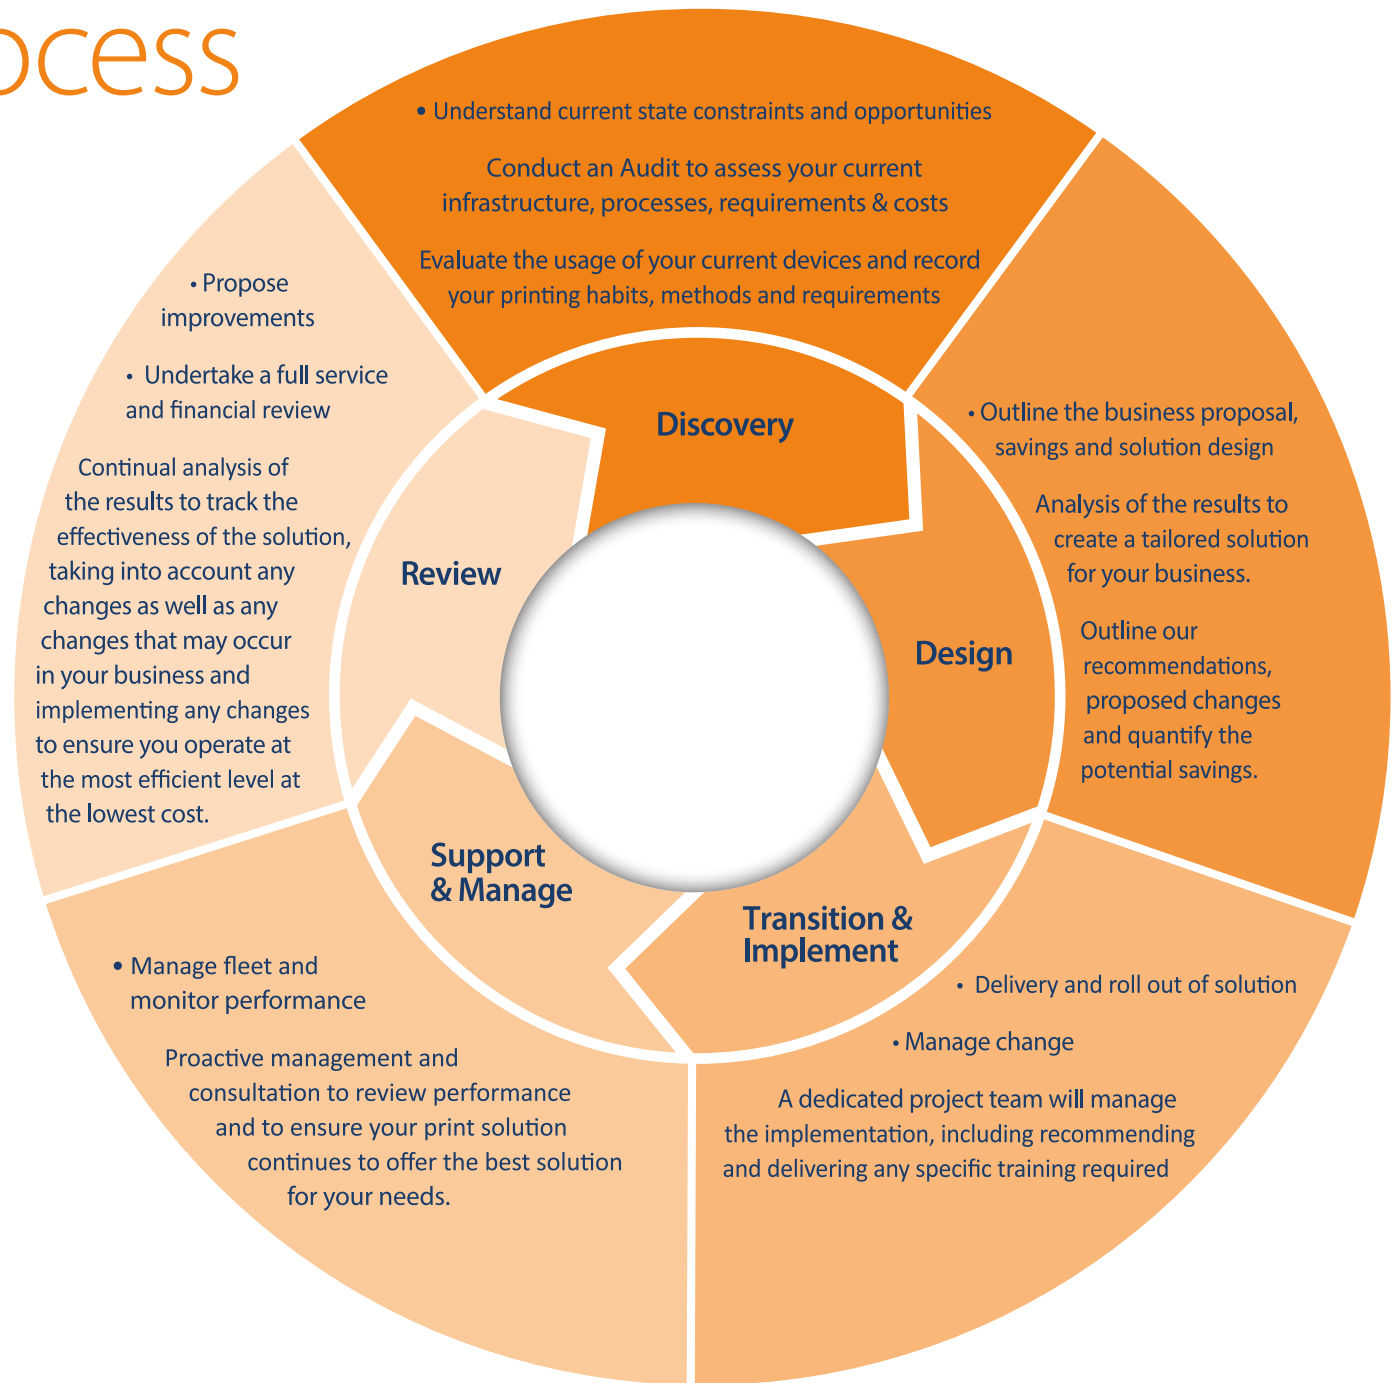 ocess
• Understand current state constraints and opportunities
Conduct an Audit to assess your current
infrastructure, processes, requirements & costs
Evaluate the usage of your current devices and record
your printing habits, methods and requirements
Discovery
• Outline the business proposal,
savings and solution design
Analysis of the results to
create a tailored solution
for your business.
Outline our
recommendations,
proposed changes
and quantify the
potential savings.
Design
• Delivery and roll out of solution
• Manage change
A dedicated project team will manage
the implementation, including recommending
and delivering any specific training required
Transition &
Implement
• Manage fleet and
monitor performance
Proactive management and
consultation to review performance
and to ensure your print solution
continues to offer the best solution
for your needs.
Support
& Manage
• Propose
improvements
• Undertake a full service
and financial review
Continual analysis of
the results to track the
effectiveness of the solution,
taking into account any
changes as well as any
changes that may occur
in your business and
implementing any changes
to ensure you operate at
the most efficient level at
the lowest cost.
Review